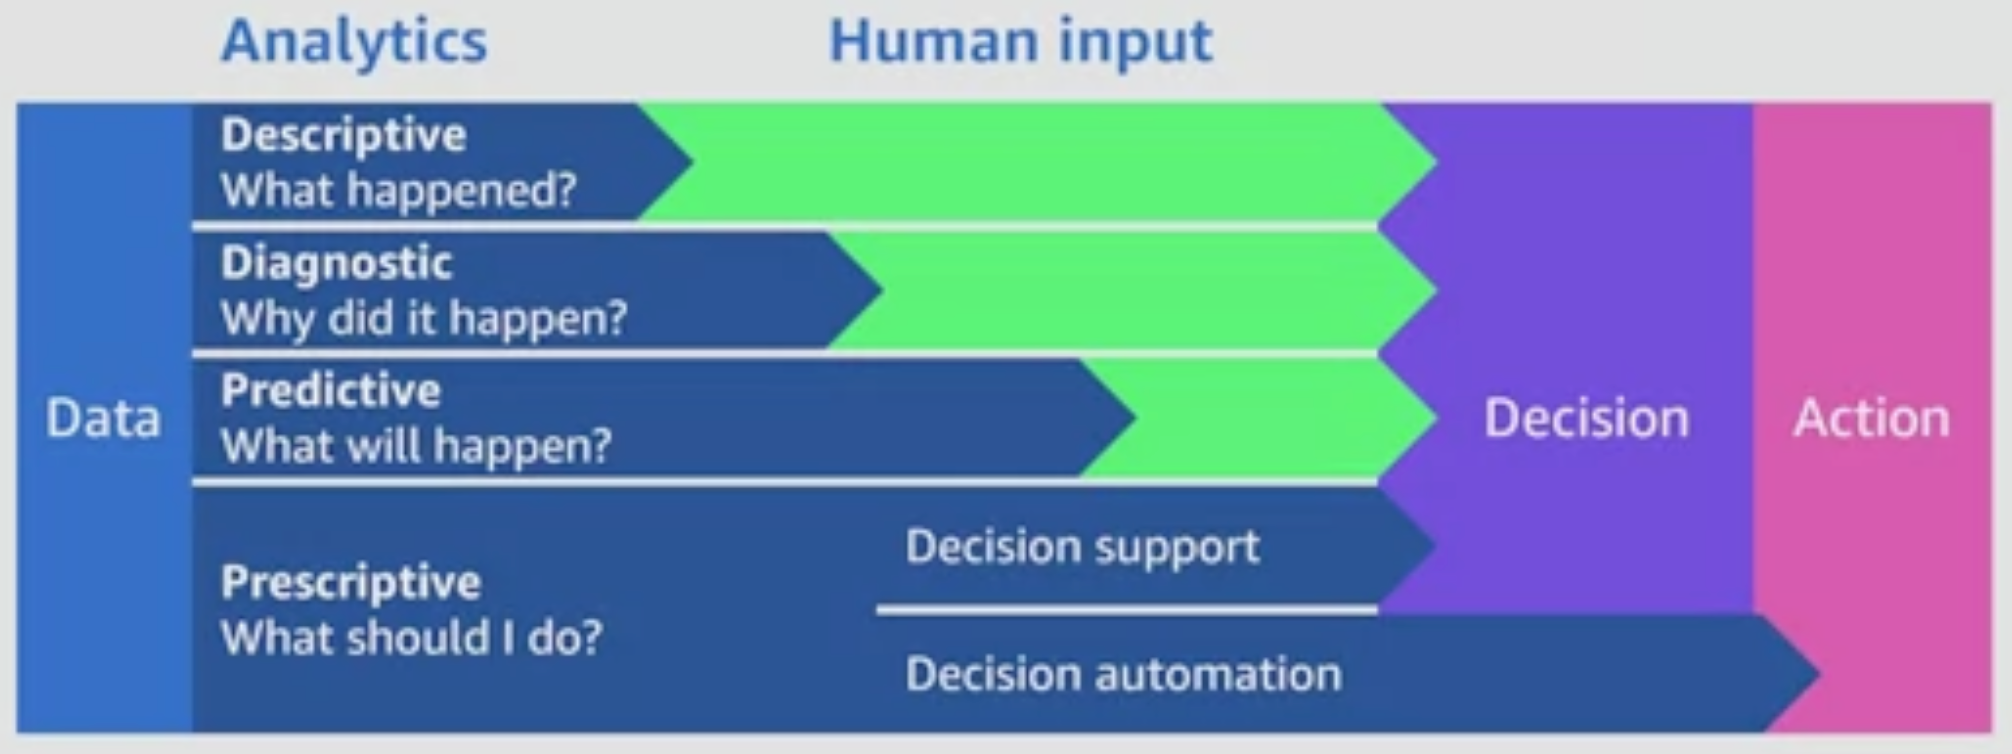 Analytics
Human input
Data
Descriptive
What happened?
Diagnostic
Why did it happen?
Predictive
What will happen?
Prescriptive
What should I do?
Decision support
Decision automation
Decision
Action